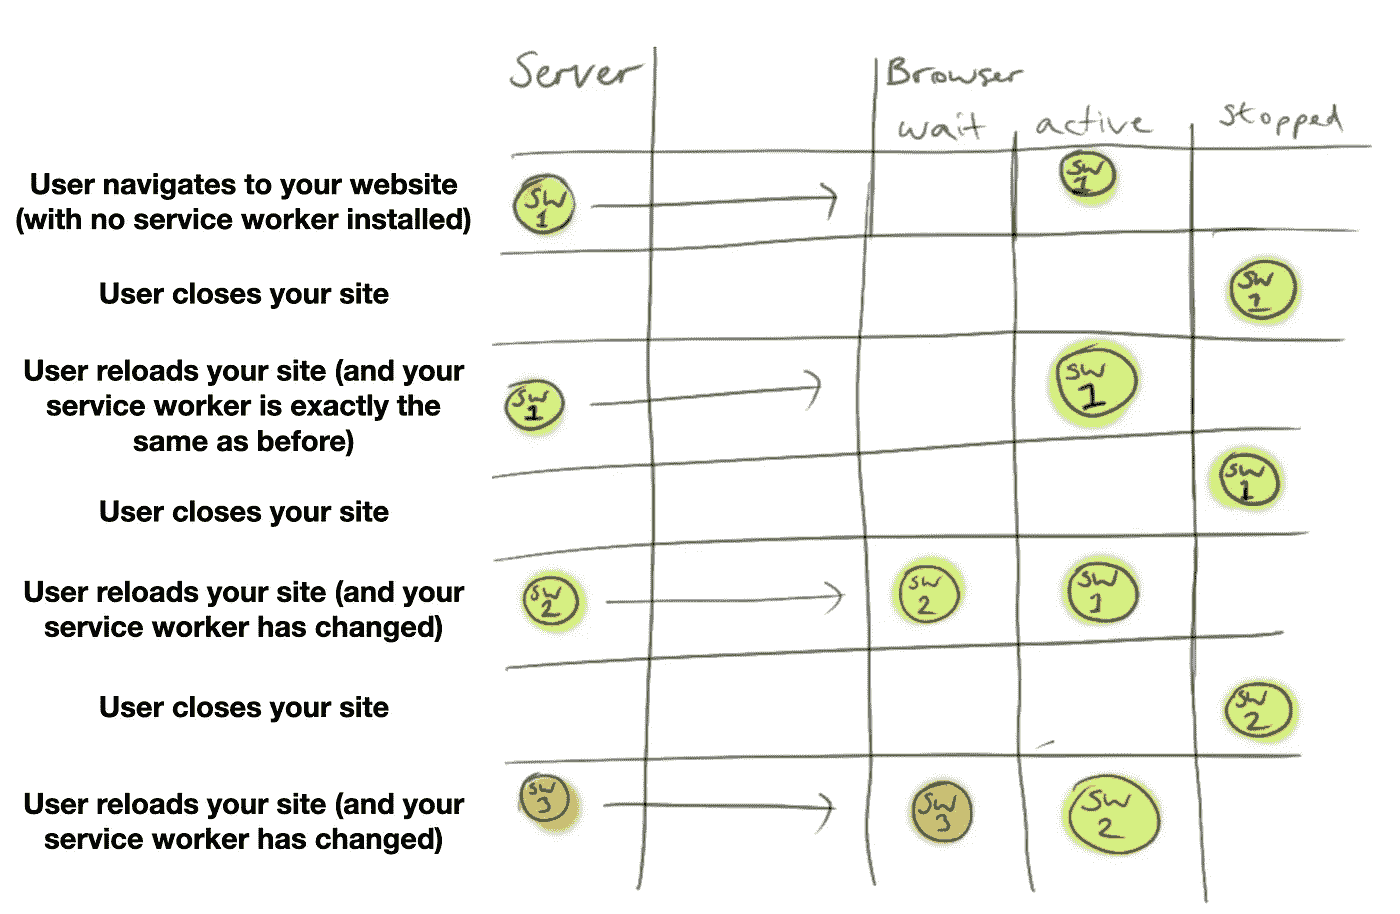 Server
Browser
wait active stopped
User navigates to your website
(with no service worker installed)
SW
1
SW
1
User closes your site
SW
1
User reloads your site (and your
service worker is exactly the
same as before)
SW
1
SW
1
User closes your site
SW
1
User reloads your site (and your
service worker has changed)
SW
2
SW
2
SW
1
User closes your site
SW
2
User reloads your site (and your
service worker has changed)
SW
3
SW
3
SW
2